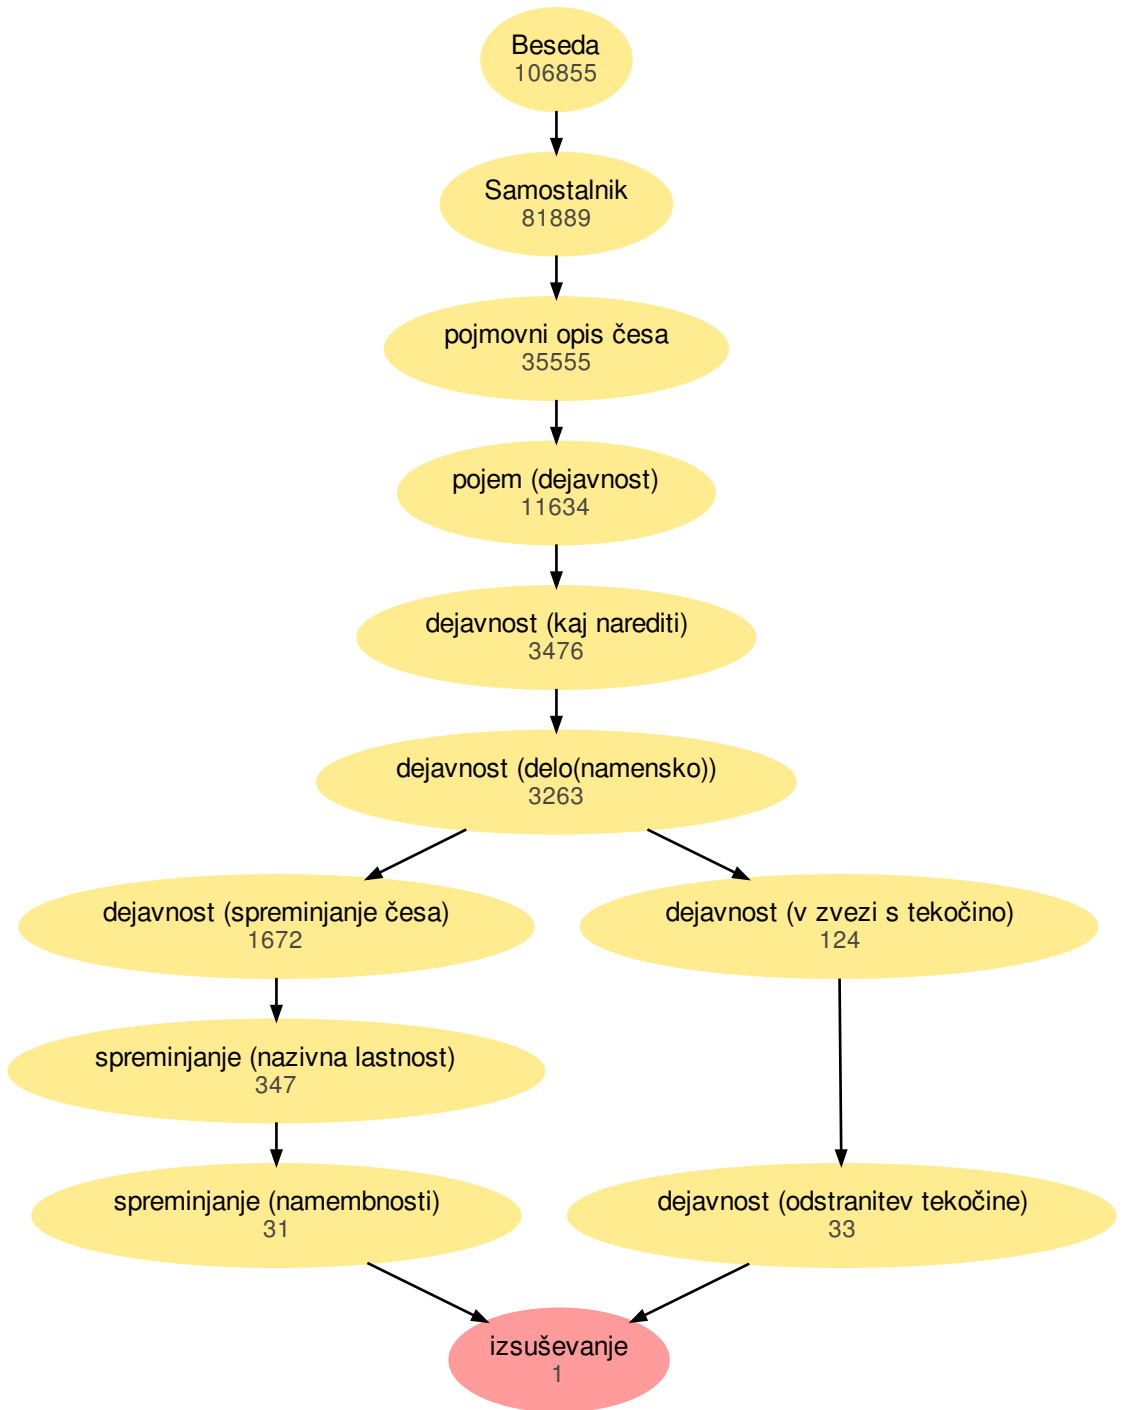 Beseda
106855
Samostalnik
81889
pojmovni opis česa
35555
pojem (dejavnost)
11634
dejavnost (kaj narediti)
3476
dejavnost (delo(namensko))
3263
dejavnost (spreminjanje česa)
1672
dejavnost (v zvezi s tekočino)
124
spreminjanje (nazivna lastnost)
347
spreminjanje (namembnosti)
31
dejavnost (odstranitev tekočine)
33
izsuševanje
1